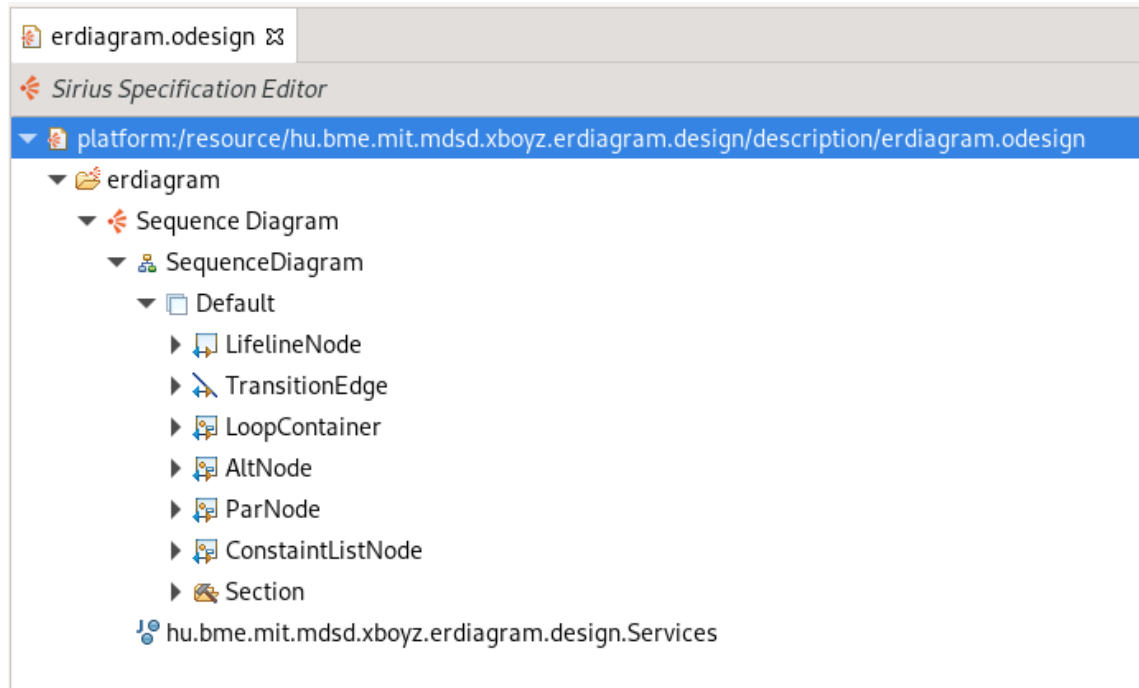 erdiagram.odesign
Sirius Specification Editor
platform:/resource/hu.bme.mit.mdsd.xboyz.erdiagram.design/description/erdiagram.odesign
erdiagram
Sequence Diagram
SequenceDiagram
Default
LifelineNode
TransitionEdge
LoopContainer
AltNode
ParNode
ConstaintListNode
Section
hu.bme.mit.mdsd.xboyz.erdiagram.design.Services